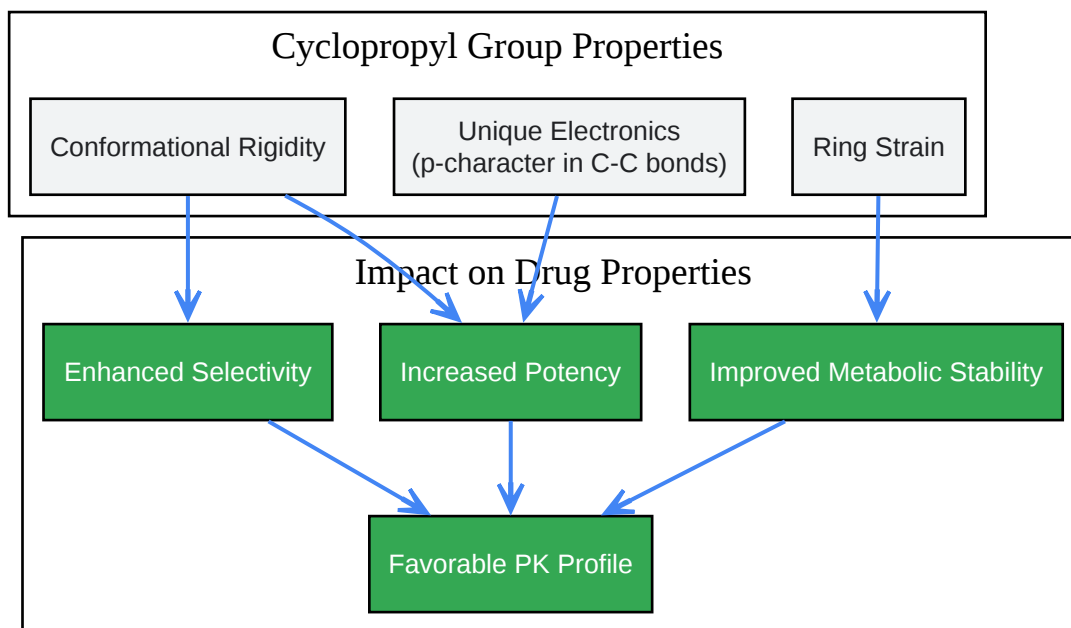 Cyclopropyl Group Properties
Conformational Rigidity
Unique Electronics
(p-character in C-C bonds)
Ring Strain
Impact on Drug Properties
Enhanced Selectivity
Increased Potency
Improved Metabolic Stability
Favorable PK Profile